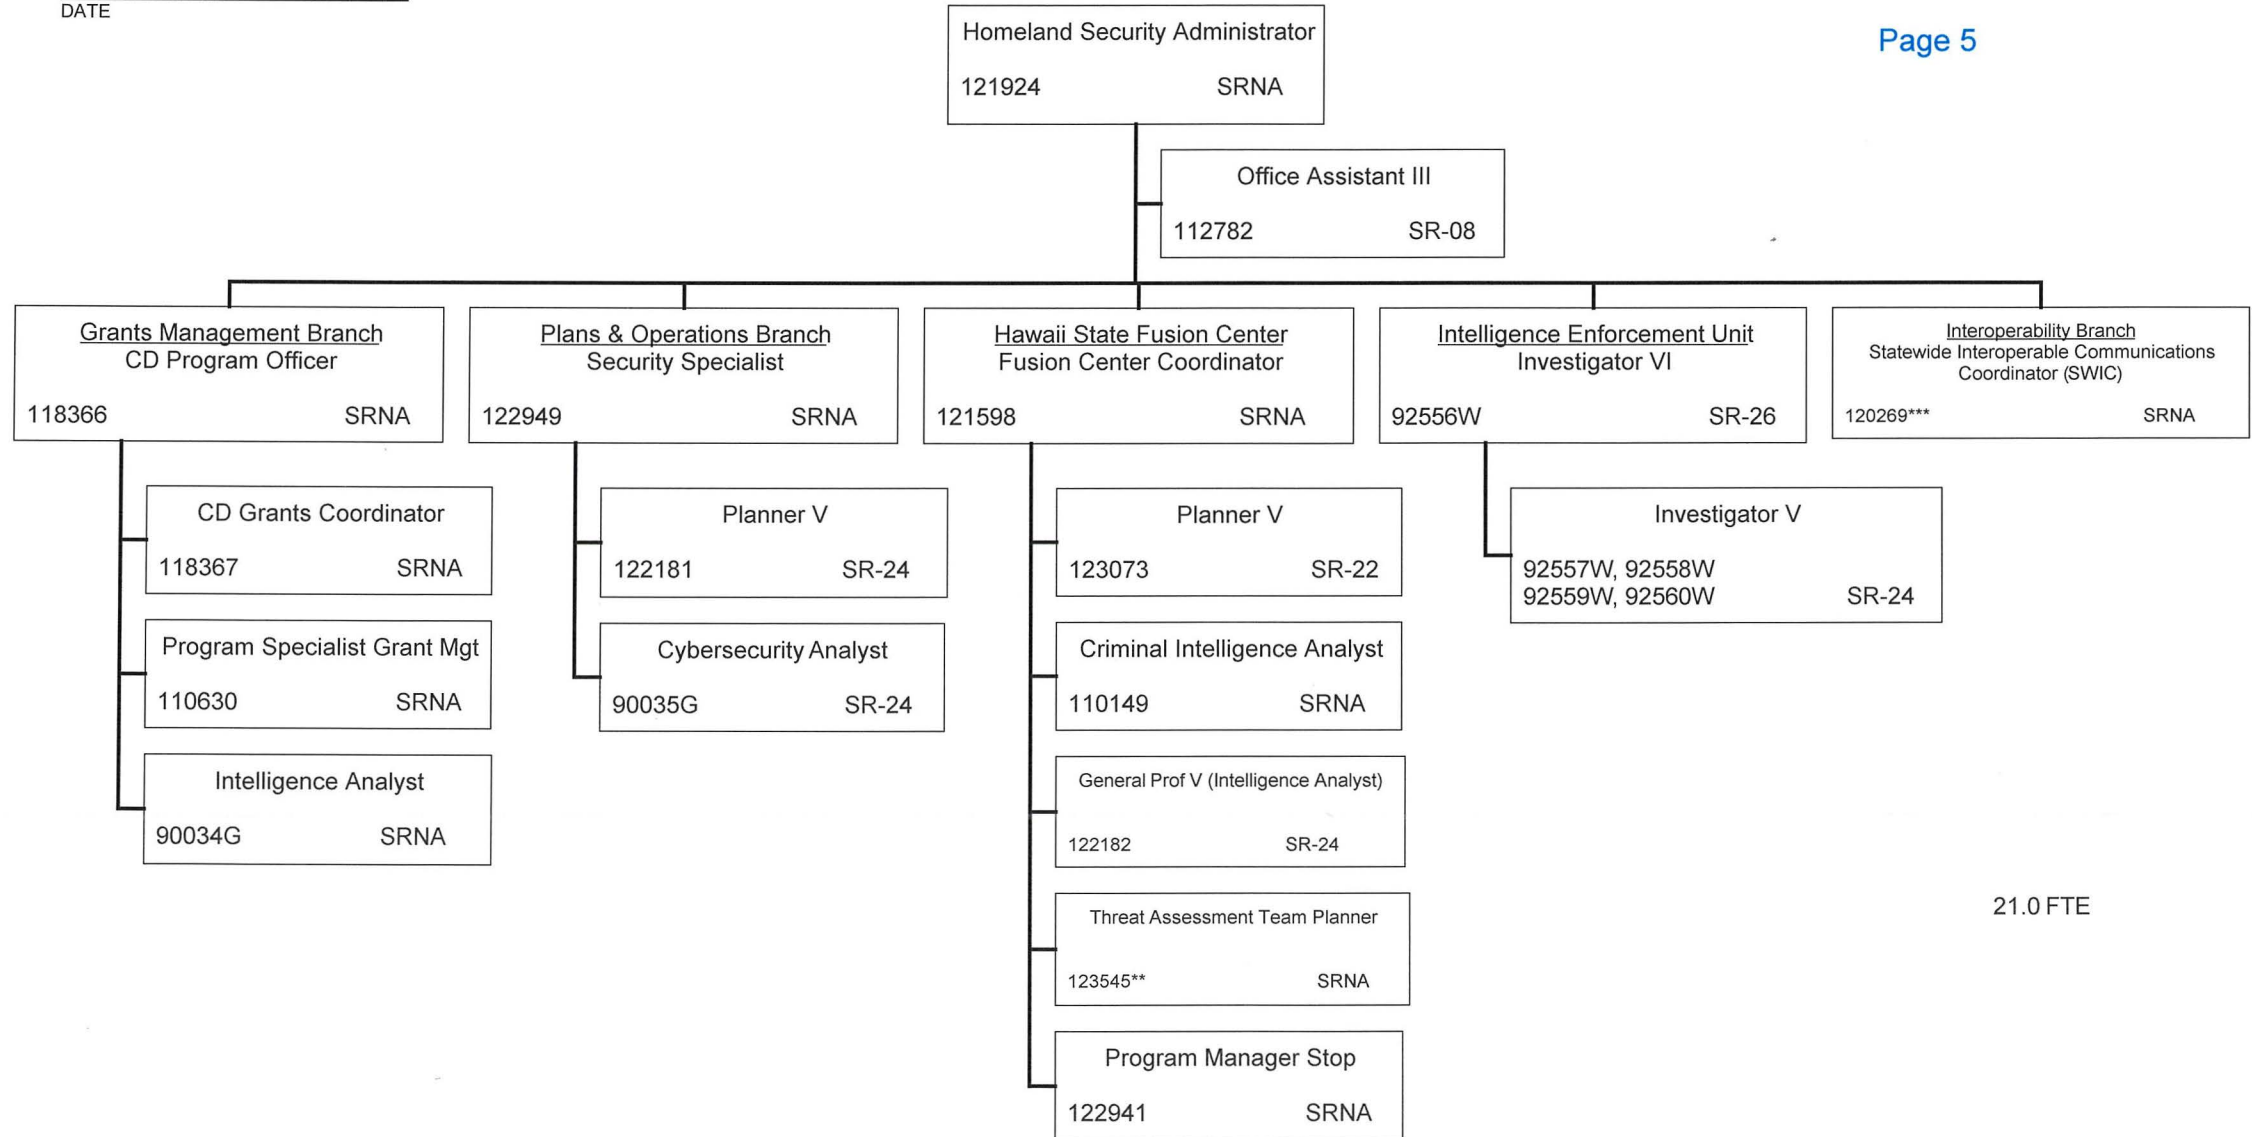 DATE
Page 5
Homeland Security Administrator
121924 SRNA
Office Assistant III
112782 SR-08
Grants Management Branch
CD Program Officer
118366 SRNA
Plans & Operations Branch
Security Specialist
122949 SRNA
Hawaii State Fusion Center
Fusion Center Coordinator
121598 SRNA
Intelligence Enforcement Unit
Investigator VI
92556W SR-26
Interoperability Branch
Statewide Interoperable Communications
Coordinator (SWIC)
120269*** SRNA
CD Grants Coordinator
118367 SRNA
Program Specialist Grant Mgt
110630 SRNA
Intelligence Analyst
90034G SRNA
Planner V
122181 SR-24
Cybersecurity Analyst
90035G SR-24
Planner V
123073 SR-22
Criminal Intelligence Analyst
110149 SRNA
General Prof V (Intelligence Analyst)
122182 SR-24
Threat Assessment Team Planner
123545** SRNA
Program Manager Stop
122941 SRNA
Investigator V
92557W, 92558W
92559W, 92560W SR-24
21.0 FTE